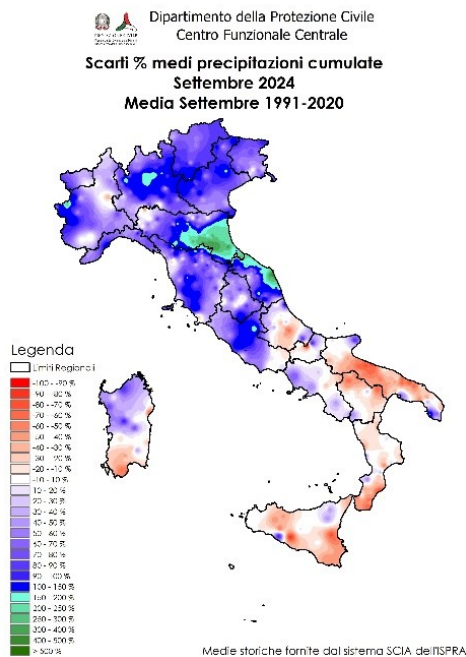 Dipartimento della Protezione Civile
Centro Funzionale Centrale
Scarti % medi precipitazioni cumulate
Settembre 2024
Media Settembre 1991-2020
Legenda
Limiti Regionali
-100 - -90 %
-90 - -80 %
-80 - -70 %
-70 - -60 %
-60 - -50 %
-50 - -40 %
-40 - -30 %
-30 - -20 %
-20 - -10 %
-10 - 10 %
10 - 20 %
20 - 30 %
30 - 40 %
40 - 50 %
50 - 60 %
60 - 70 %
70 - 80 %
80 - 90 %
90 - 100 %
100 - 150 %
150 - 200 %
200 - 250 %
250 - 300 %
300 - 400 %
400 - 500 %
> 500 %
Medie storiche fornite dal sistema SCIA dell'ISPRA